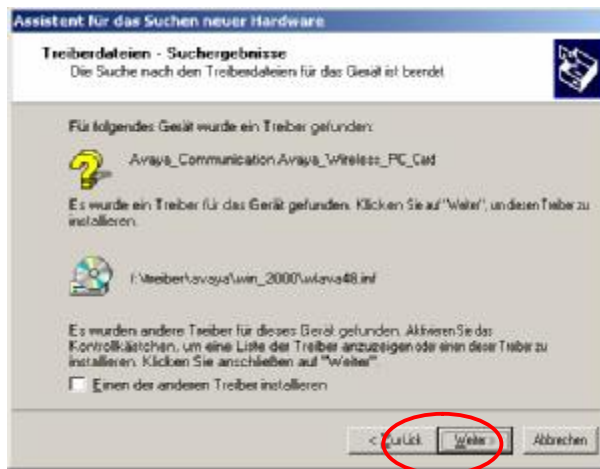 Assistent für das Suchen neuer Hardware
Treiberdateien - Suchergebnisse
Die Suche nach den Treiberdateien für das Gerät ist beendet
Für folgendes Gerät wurde ein Treiber gefunden:
Avaya_Communication-Avaya_Wireless_PC_Card
Es wurde ein Treiber für das Gerät gefunden. Klicken Sie auf "Weiter", um diesen Treiber zu
installieren.
f:\treiber\avaya\win_2000\wlava48.inf
Es wurden andere Treiber für dieses Gerät gefunden. Aktivieren Sie das
Kontrollkästchen, um eine Liste der Treiber anzuzeigen oder einen dieser Treiber zu
installieren. Klicken Sie anschließen auf "Weiter".
Einen der anderen Treiber installieren
< Zurück Weiter > Abbrechen